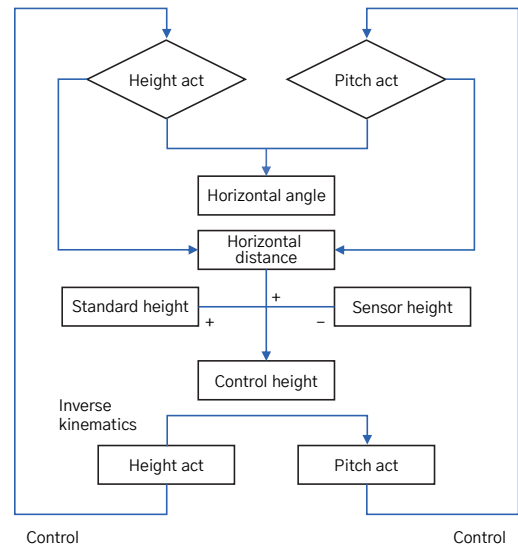 Height act
Pitch act
Horizontal angle
Horizontal
distance
+
Standard height
Sensor height
+
−
Control height
Inverse
kinematics
Height act
Pitch act
Control
Control